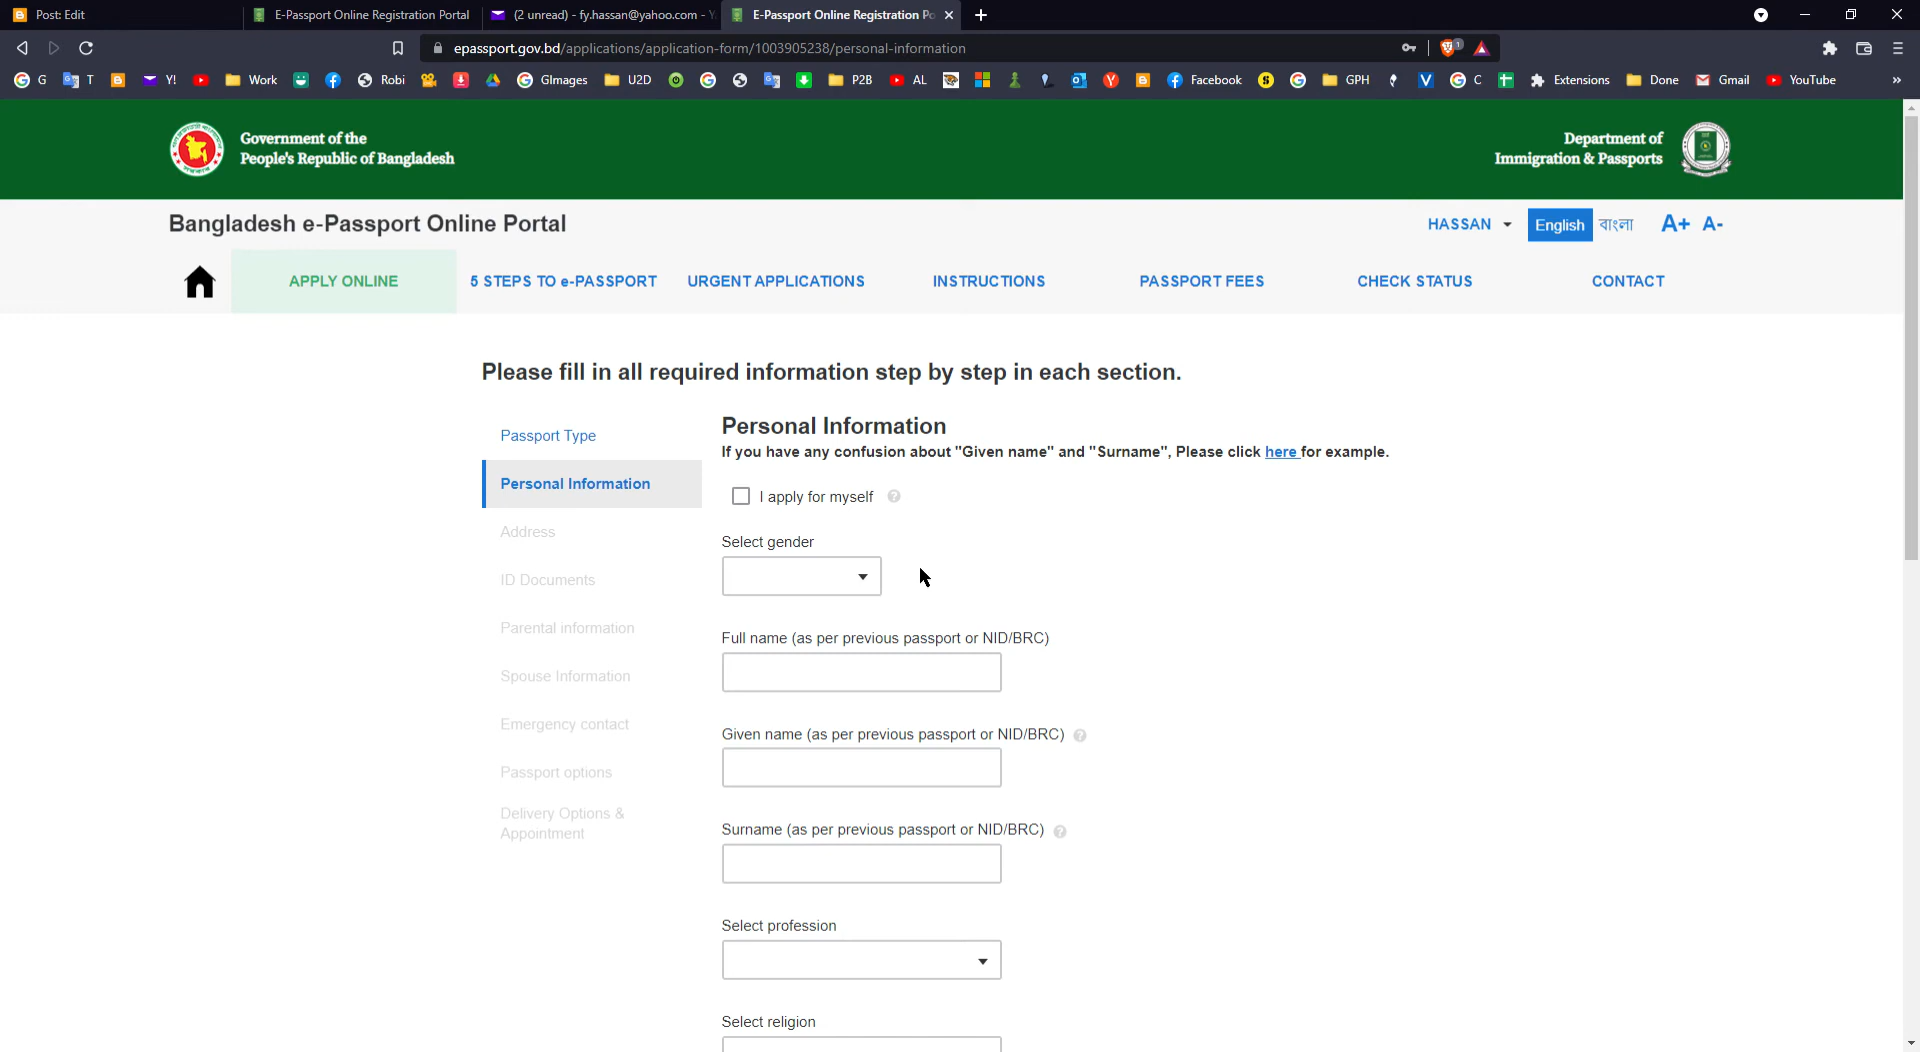 Post: Edit
E-Passport Online Registration Portal
(2 unread) - fy.hassan@yahoo.com - Y
E-Passport Online Registration Po
epassport.gov.bd/applications/application-form/1003905238/personal-information
G
T
Y!
Work
Robi
GImages
U2D
P2B
AL
Facebook
GPH
C
Extensions
Done
Gmail
YouTube
Government of the
People's Republic of Bangladesh
Department of
Immigration & Passports
Bangladesh e-Passport Online Portal
HASSAN
English
বাংলা
A+ A-
APPLY ONLINE
5 STEPS TO e-PASSPORT
URGENT APPLICATIONS
INSTRUCTIONS
PASSPORT FEES
CHECK STATUS
CONTACT
Please fill in all required information step by step in each section.
Passport Type
Personal Information
Address
ID Documents
Parental information
Spouse Information
Emergency contact
Passport options
Delivery Options &
Appointment
Personal Information
If you have any confusion about "Given name" and "Surname", Please click here for example.
I apply for myself
Select gender
Full name (as per previous passport or NID/BRC)
Given name (as per previous passport or NID/BRC)
Surname (as per previous passport or NID/BRC)
Select profession
Select religion